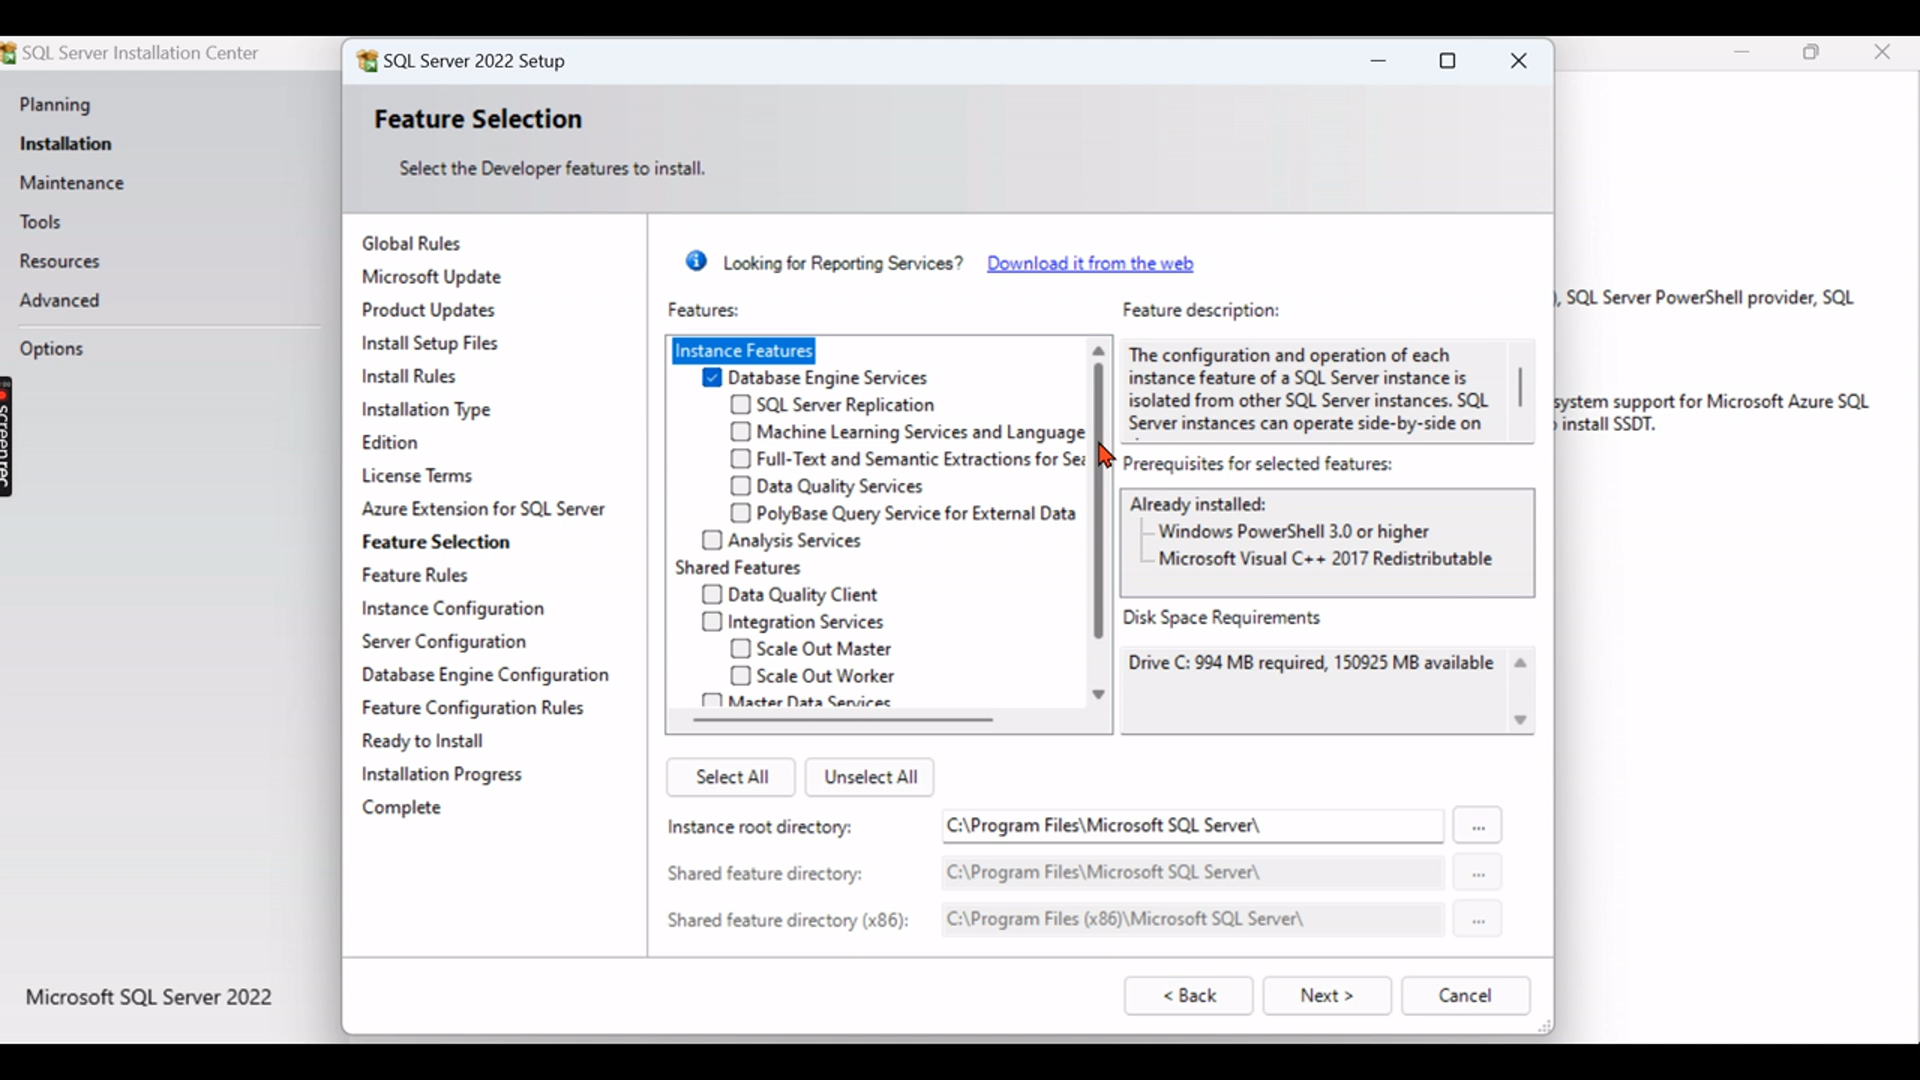 SQL Server Installation Center
Planning
Installation
Maintenance
Tools
Resources
Advanced
Options
screenrec
Microsoft SQL Server 2022
SQL Server 2022 Setup
Feature Selection
Select the Developer features to install.
Global Rules
Microsoft Update
Product Updates
Install Setup Files
Install Rules
Installation Type
Edition
License Terms
Azure Extension for SQL Server
Feature Selection
Feature Rules
Instance Configuration
Server Configuration
Database Engine Configuration
Feature Configuration Rules
Ready to Install
Installation Progress
Complete
Looking for Reporting Services? Download it from the web
Features:
Instance Features
Database Engine Services
SQL Server Replication
Machine Learning Services and Language
Full-Text and Semantic Extractions for Sea
Data Quality Services
PolyBase Query Service for External Data
Analysis Services
Shared Features
Data Quality Client
Integration Services
Scale Out Master
Scale Out Worker
Master Data Services
Feature description:
The configuration and operation of each
instance feature of a SQL Server instance is
isolated from other SQL Server instances. SQL
Server instances can operate side-by-side on
Prerequisites for selected features:
Already installed:
Windows PowerShell 3.0 or higher
Microsoft Visual C++ 2017 Redistributable
Disk Space Requirements
Drive C: 994 MB required, 150925 MB available
Select All
Unselect All
Instance root directory: C:\Program Files\Microsoft SQL Server\ ...
Shared feature directory: C:\Program Files\Microsoft SQL Server\ ...
Shared feature directory (x86): C:\Program Files (x86)\Microsoft SQL Server\ ...
< Back
Next >
Cancel
), SQL Server PowerShell provider, SQL
system support for Microsoft Azure SQL
install SSDT.